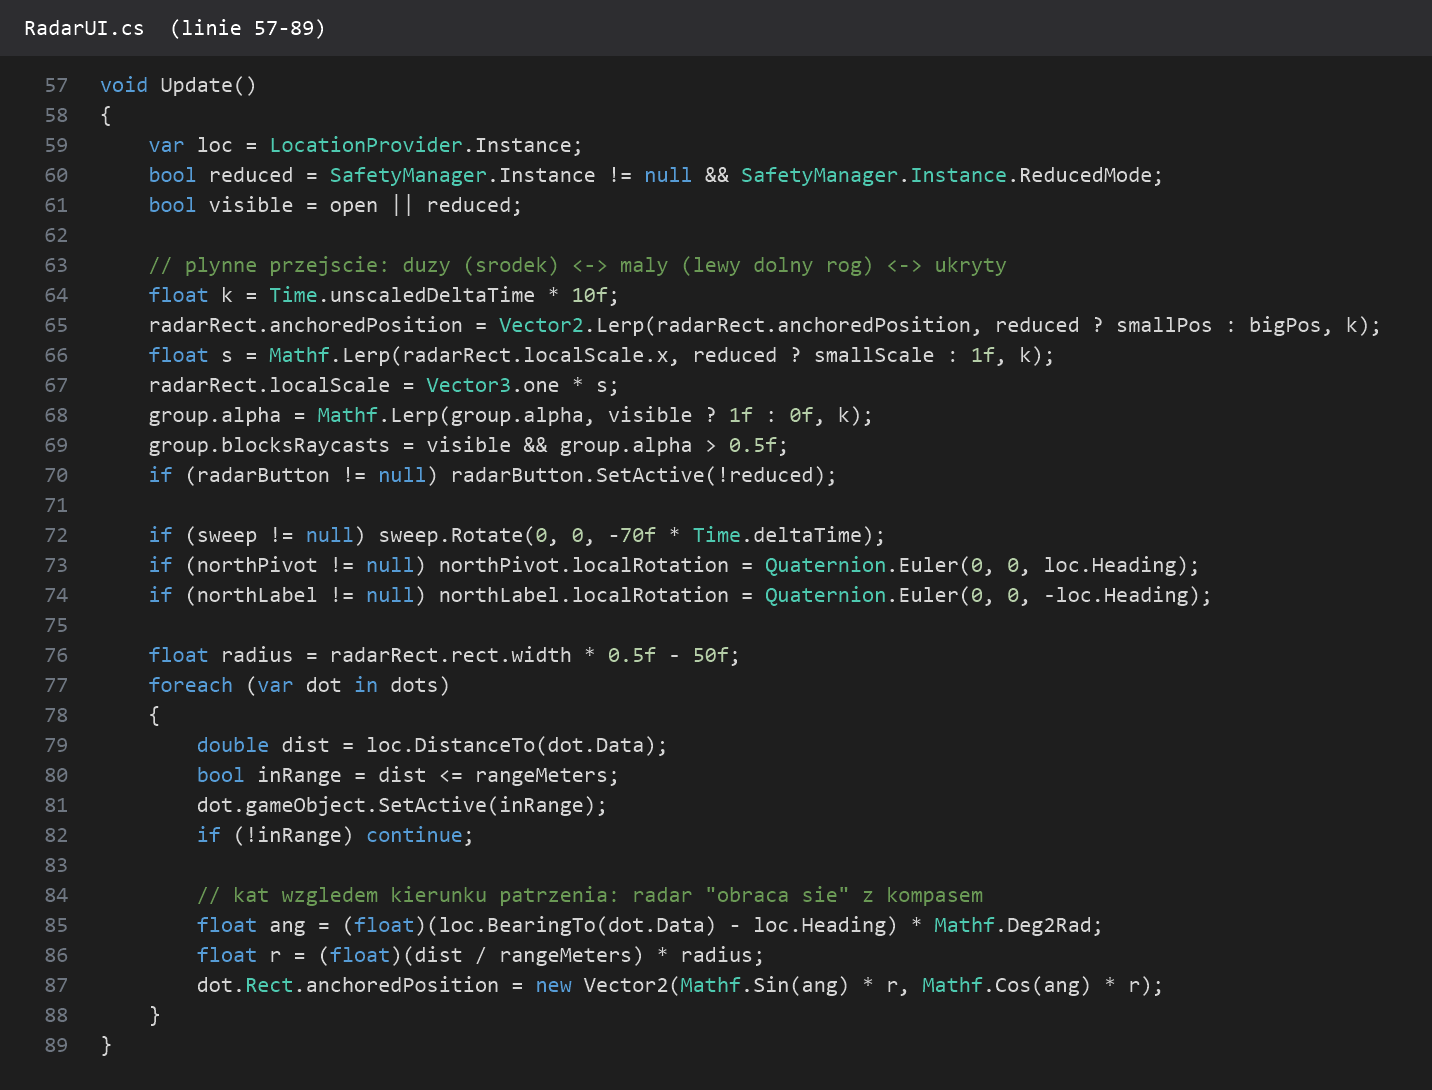 RadarUI.cs  (linie 57-89)
57 void Update()
58 {
59     var loc = LocationProvider.Instance;
60     bool reduced = SafetyManager.Instance != null && SafetyManager.Instance.ReducedMode;
61     bool visible = open || reduced;
62
63     // plynne przejscie: duzy (srodek) <-> maly (lewy dolny rog) <-> ukryty
64     float k = Time.unscaledDeltaTime * 10f;
65     radarRect.anchoredPosition = Vector2.Lerp(radarRect.anchoredPosition, reduced ? smallPos : bigPos, k);
66     float s = Mathf.Lerp(radarRect.localScale.x, reduced ? smallScale : 1f, k);
67     radarRect.localScale = Vector3.one * s;
68     group.alpha = Mathf.Lerp(group.alpha, visible ? 1f : 0f, k);
69     group.blocksRaycasts = visible && group.alpha > 0.5f;
70     if (radarButton != null) radarButton.SetActive(!reduced);
71
72     if (sweep != null) sweep.Rotate(0, 0, -70f * Time.deltaTime);
73     if (northPivot != null) northPivot.localRotation = Quaternion.Euler(0, 0, loc.Heading);
74     if (northLabel != null) northLabel.localRotation = Quaternion.Euler(0, 0, -loc.Heading);
75
76     float radius = radarRect.rect.width * 0.5f - 50f;
77     foreach (var dot in dots)
78     {
79         double dist = loc.DistanceTo(dot.Data);
80         bool inRange = dist <= rangeMeters;
81         dot.gameObject.SetActive(inRange);
82         if (!inRange) continue;
83
84         // kat wzgledem kierunku patrzenia: radar "obraca sie" z kompasem
85         float ang = (float)(loc.BearingTo(dot.Data) - loc.Heading) * Mathf.Deg2Rad;
86         float r = (float)(dist / rangeMeters) * radius;
87         dot.Rect.anchoredPosition = new Vector2(Mathf.Sin(ang) * r, Mathf.Cos(ang) * r);
88     }
89 }